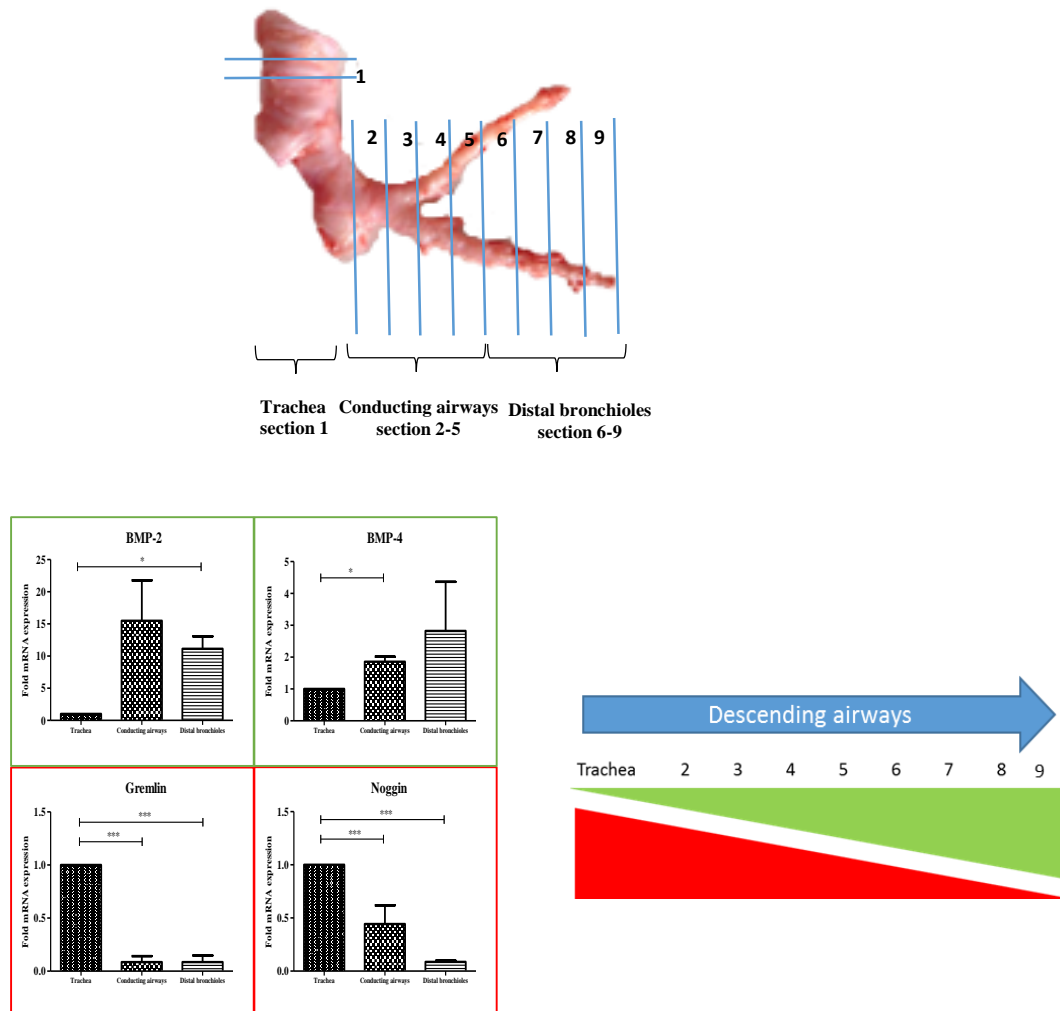 1
2 3 4 5 6 7 8 9
Trachea
section 1
Conducting airways
section 2-5
Distal bronchioles
section 6-9
BMP-2
Fold mRNA expression
25
20
15
10
5
0
*
Trachea Conducting airways Distal bronchioles
BMP-4
Fold mRNA expression
5
4
3
2
1
0
*
Trachea Conducting airways Distal bronchioles
Gremlin
Fold mRNA expression
1.5
1.0
0.5
0.0
***
***
Trachea Conducting airways Distal bronchioles
Noggin
Fold mRNA expression
1.5
1.0
0.5
0.0
***
***
Trachea Conducting airways Distal bronchioles
Descending airways
Trachea 2 3 4 5 6 7 8 9